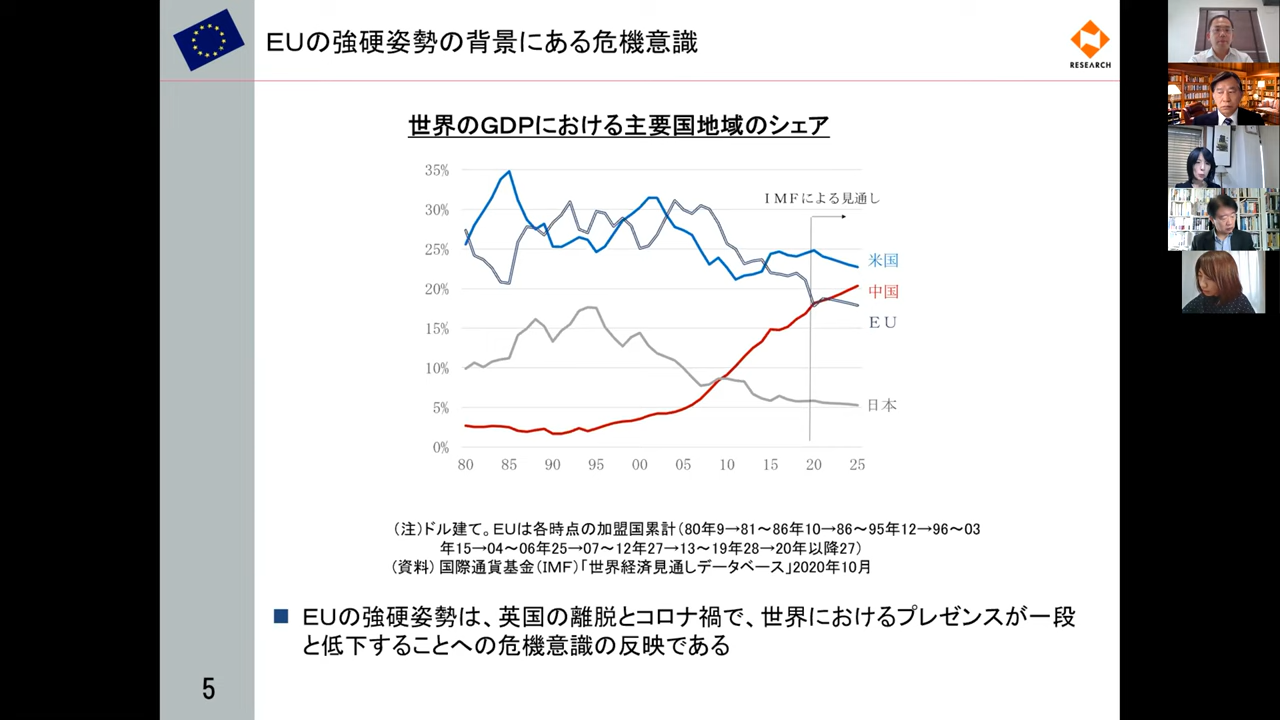 EUの強硬姿勢の背景にある危機意識
RESEARCH
世界のGDPにおける主要国地域のシェア
35%
30%
25%
20%
15%
10%
5%
0%
IMFによる見通し
米国
中国
EU
日本
80 85 90 95 00 05 10 15 20 25
(注)ドル建て。EUは各時点の加盟国累計(80年9→81~86年10→86~95年12→96~03
年15→04~06年25→07~12年27→13~19年28→20年以降27)
(資料) 国際通貨基金(IMF)「世界経済見通しデータベース」2020年10月
■ EUの強硬姿勢は、英国の離脱とコロナ禍で、世界におけるプレゼンスが一段
と低下することへの危機意識の反映である
5